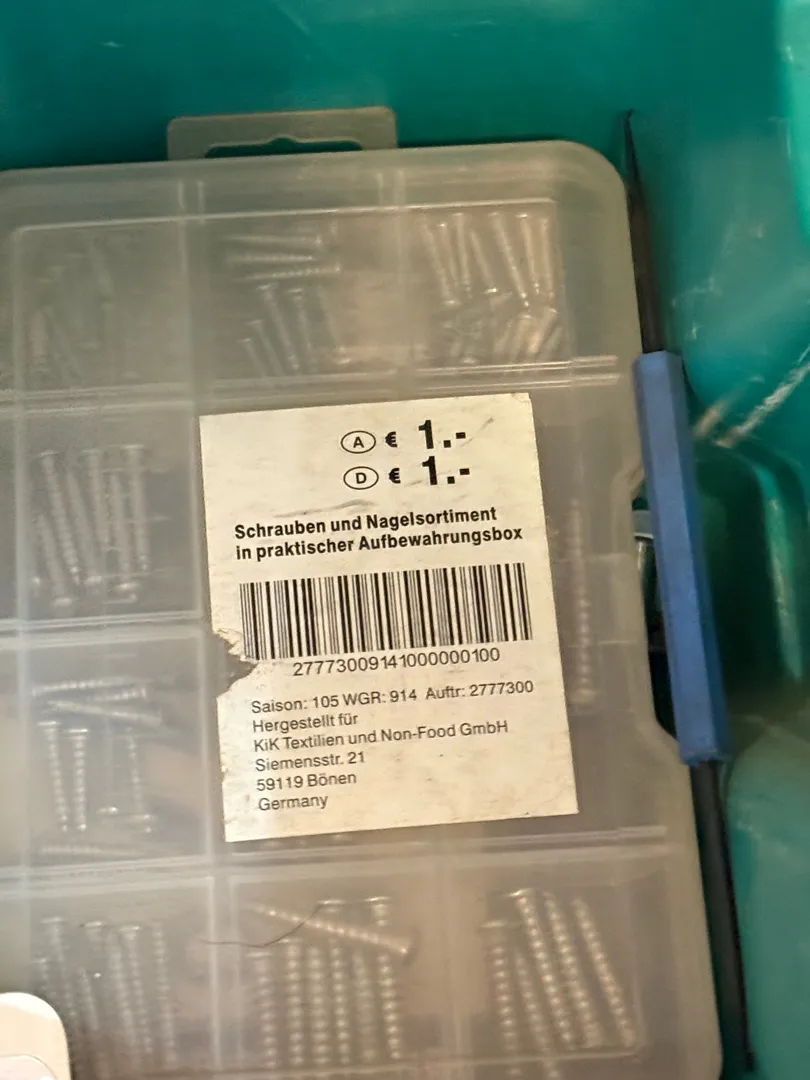 A € 1.-
D € 1.-
Schrauben und Nagelsortiment
in praktischer Aufbewahrungsbox
27773009141000000100
Saison: 105 WGR: 914 Auftr: 2777300
Hergestellt für
KiK Textilien und Non-Food GmbH
Siemensstr. 21
59119 Bönen
Germany